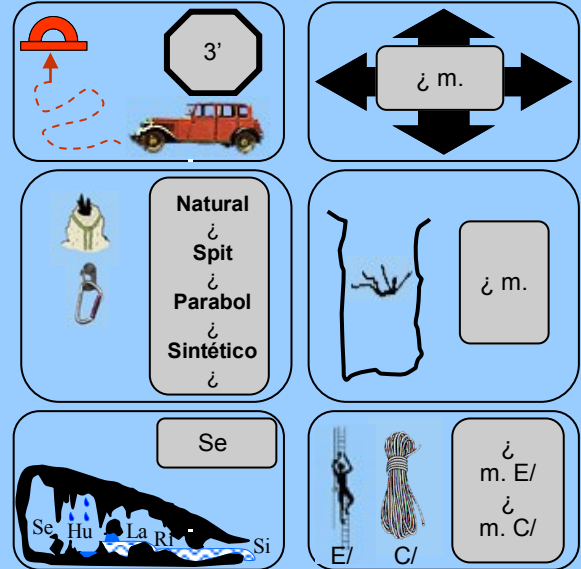 3’
¿ m.
Natural
¿
Spit
¿
Parabol
¿
Sintético
¿
¿ m.
Se
Se
Hu
La
Ri
Si
¿
m. E/
¿
m. C/
E/
C/